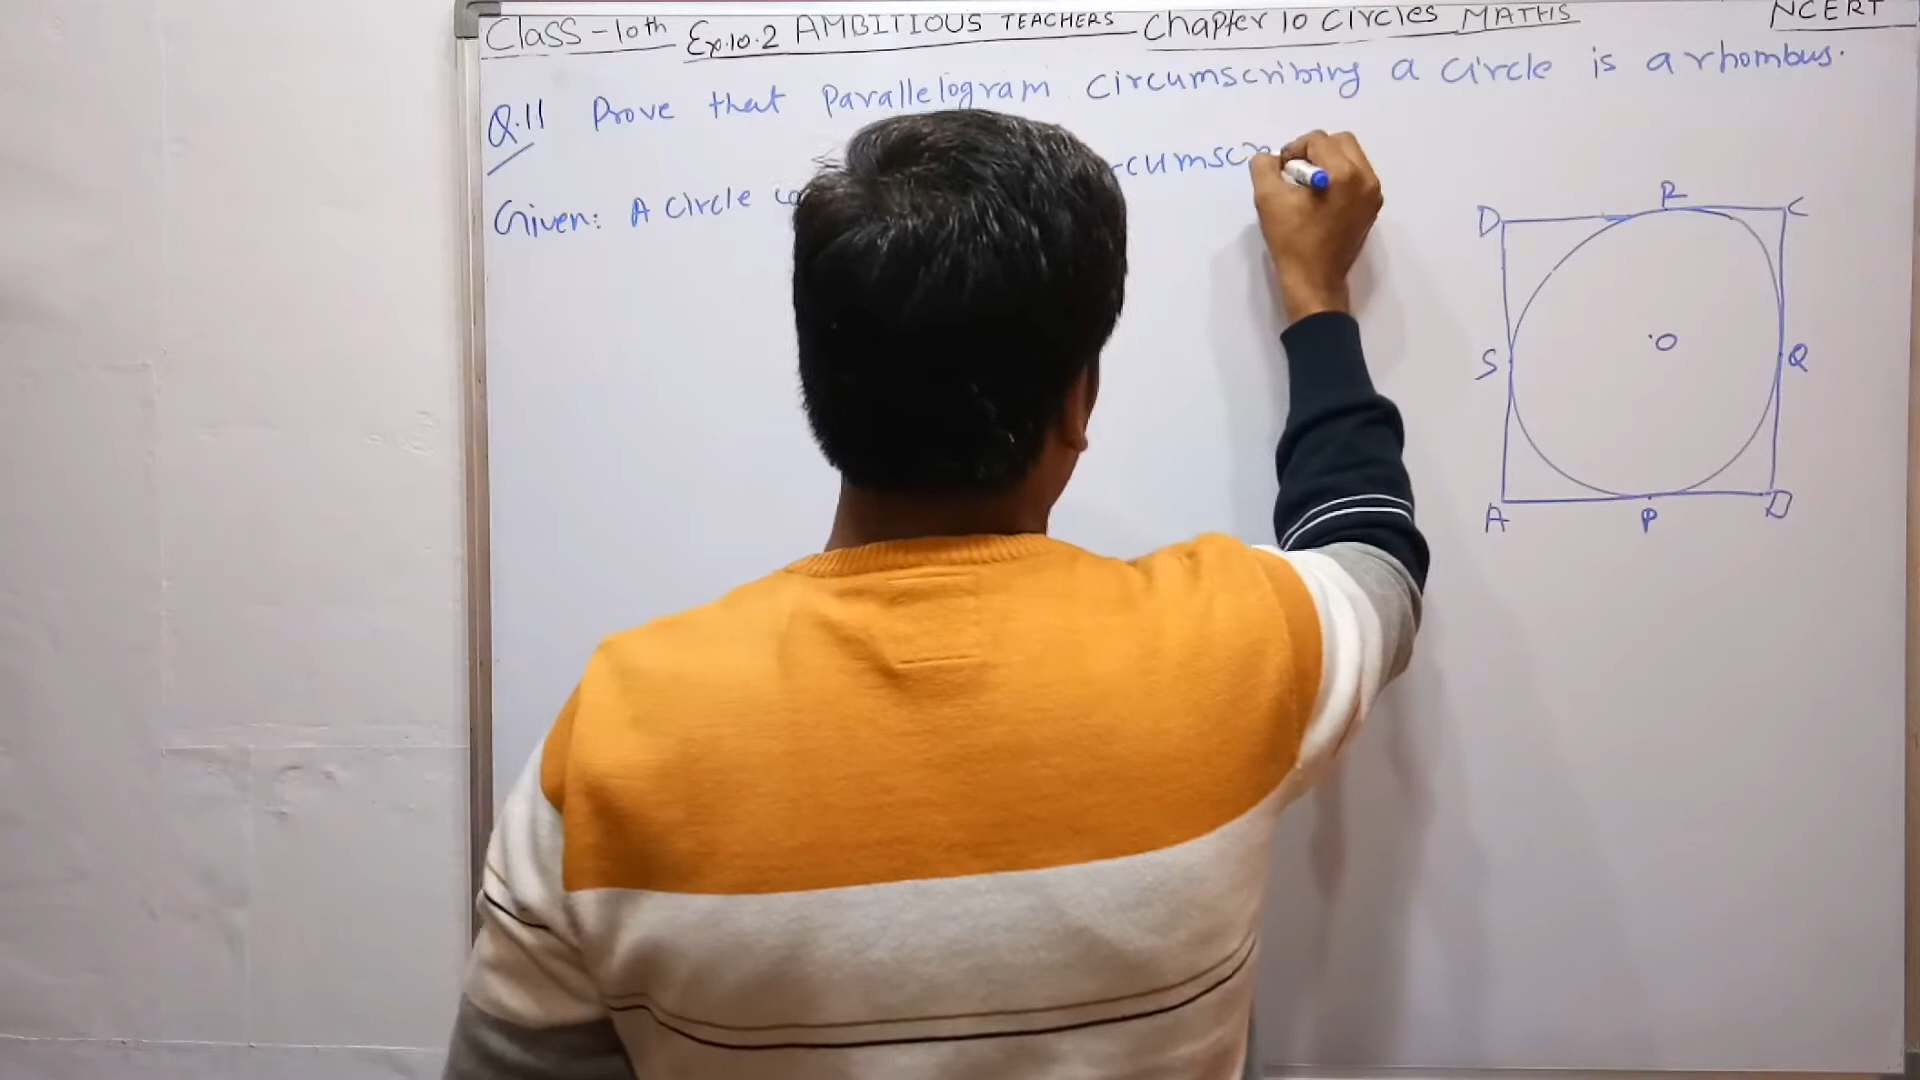 Class-10th Ex.10.2 AMBITIOUS TEACHERS Chapter 10 Circles MATHS NCERT
Q.11 Prove that Parallelogram Circumscribing a Circle is a rhombus.
Given: A Circle
R
D C
O
S Q
A P